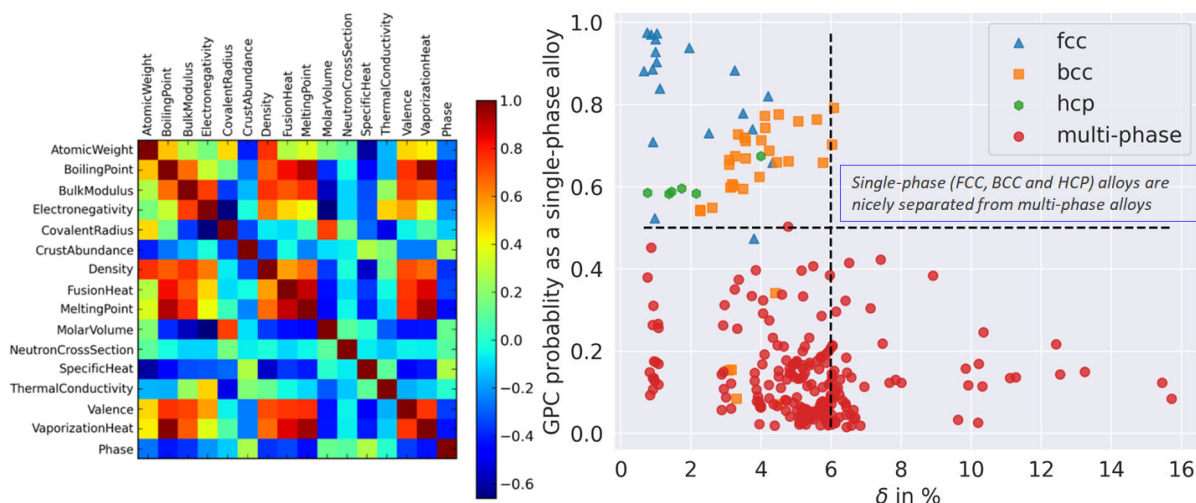 AtomicWeight
BoilingPoint
BulkModulus
Electronegativity
CovalentRadius
CrustAbundance
Density
FusionHeat
MeltingPoint
MolarVolume
NeutronCrossSection
SpecificHeat
ThermalConductivity
Valence
VaporizationHeat
Phase
AtomicWeight
BoilingPoint
BulkModulus
Electronegativity
CovalentRadius
CrustAbundance
Density
FusionHeat
MeltingPoint
MolarVolume
NeutronCrossSection
SpecificHeat
ThermalConductivity
Valence
VaporizationHeat
Phase
1.0
0.8
0.6
0.4
0.2
0.0
−0.2
−0.4
−0.6
GPC probablity as a single-phase alloy
1.0
0.8
0.6
0.4
0.2
0.0
fcc
bcc
hcp
multi-phase
Single-phase (FCC, BCC and HCP) alloys are
nicely separated from multi-phase alloys
0 2 4 6 8 10 12 14 16
δ in %